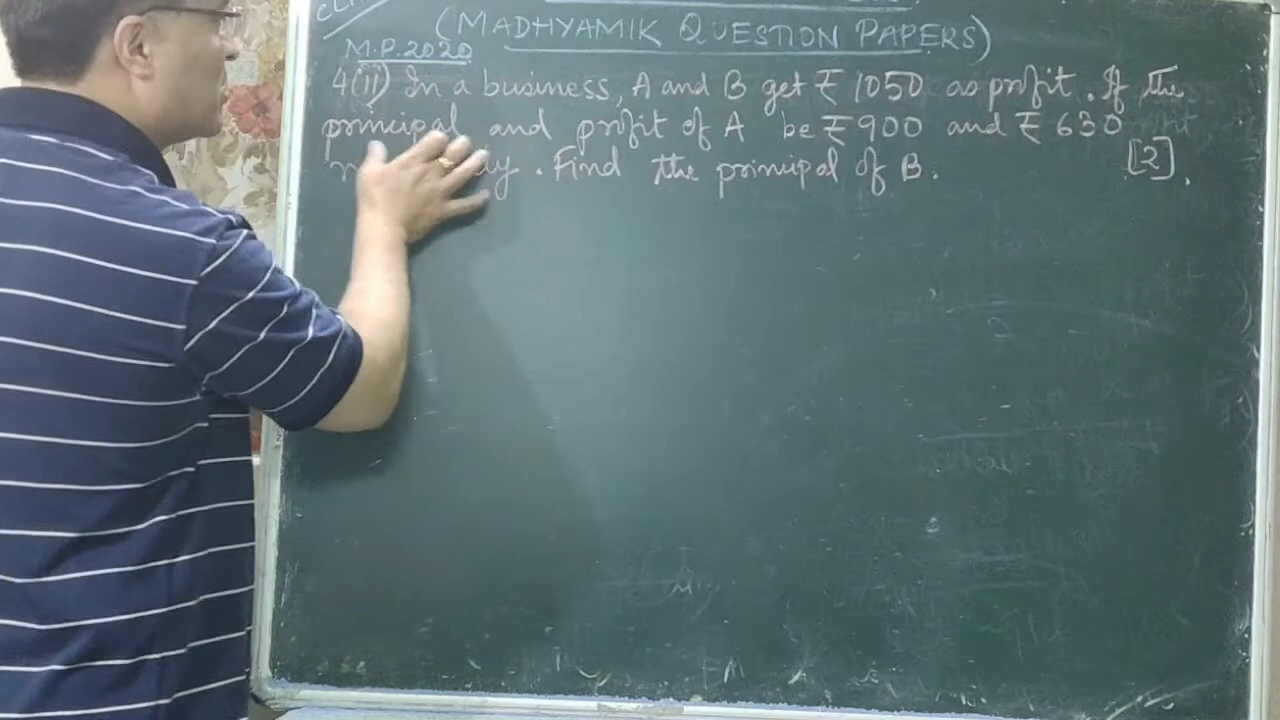 (MADHYAMIK QUESTION PAPERS)
M.P.2020
4(ii) In a business, A and B get ₹ 1050 as profit. If the
principal and profit of A be ₹ 900 and ₹ 630
. Find the principal of B. [2].